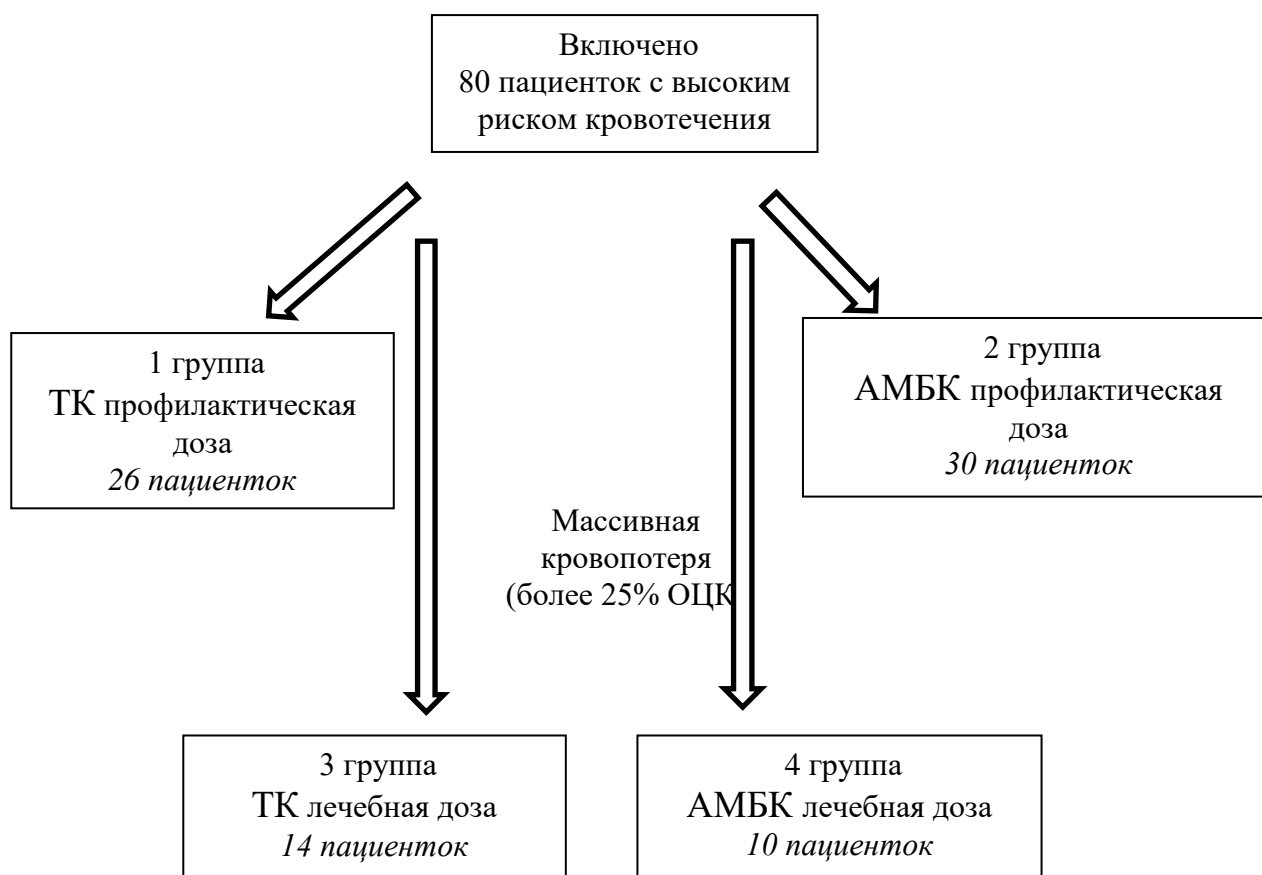 Включено
80 пациенток с высоким
риском кровотечения
1 группа
ТК профилактическая
доза
26 пациенток
2 группа
АМБК профилактическая
доза
30 пациенток
Массивная
кровопотеря
(более 25% ОЦК
3 группа
ТК лечебная доза
14 пациенток
4 группа
АМБК лечебная доза
10 пациенток